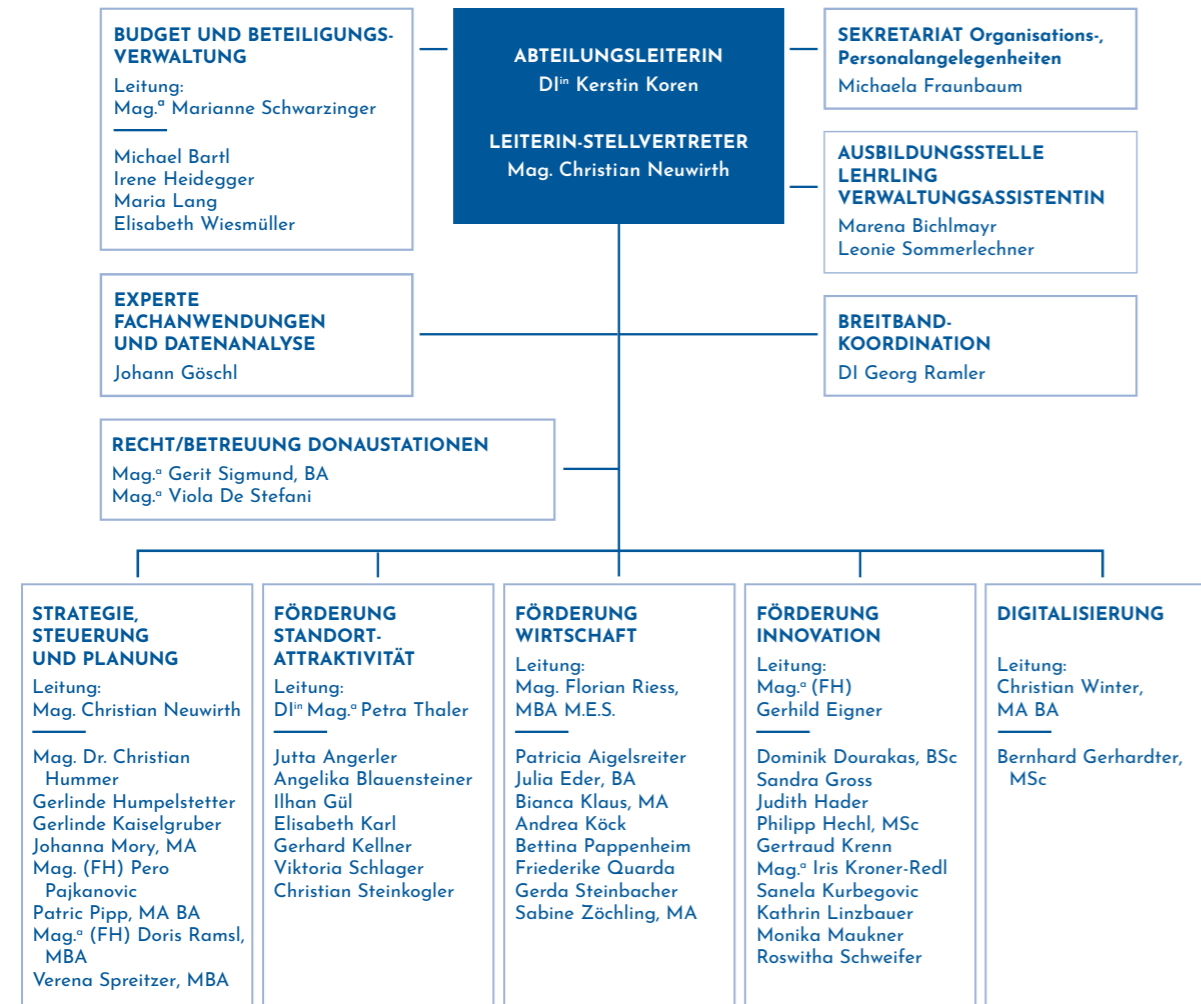 BUDGET UND BETEILIGUNGS-
VERWALTUNG
Leitung:
Mag.ª Marianne Schwarzinger
Michael Bartl
Irene Heidegger
Maria Lang
Elisabeth Wiesmüller
ABTEILUNGSLEITERIN
DIⁱⁿ Kerstin Koren
LEITERIN-STELLVERTRETER
Mag. Christian Neuwirth
SEKRETARIAT Organisations-,
Personalangelegenheiten
Michaela Fraunbaum
AUSBILDUNGSSTELLE
LEHRLING
VERWALTUNGSASSISTENTIN
Marena Bichlmayr
Leonie Sommerlechner
EXPERTE
FACHANWENDUNGEN
UND DATENANALYSE
Johann Göschl
BREITBAND-
KOORDINATION
DI Georg Ramler
RECHT/BETREUUNG DONAUSTATIONEN
Mag.ª Gerit Sigmund, BA
Mag.ª Viola De Stefani
STRATEGIE,
STEUERUNG
UND PLANUNG
Leitung:
Mag. Christian Neuwirth
Mag. Dr. Christian
Hummer
Gerlinde Humpelstetter
Gerlinde Kaiselgruber
Johanna Mory, MA
Mag. (FH) Pero
Pajkanovic
Patric Pipp, MA BA
Mag.ª (FH) Doris Ramsl,
MBA
Verena Spreitzer, MBA
FÖRDERUNG
STANDORT-
ATTRAKTIVITÄT
Leitung:
DIⁱⁿ Mag.ª Petra Thaler
Jutta Angerler
Angelika Blauensteiner
Ilhan Gül
Elisabeth Karl
Gerhard Kellner
Viktoria Schlager
Christian Steinkogler
FÖRDERUNG
WIRTSCHAFT
Leitung:
Mag. Florian Riess,
MBA M.E.S.
Patricia Aigelsreiter
Julia Eder, BA
Bianca Klaus, MA
Andrea Köck
Bettina Pappenheim
Friederike Quarda
Gerda Steinbacher
Sabine Zöchling, MA
FÖRDERUNG
INNOVATION
Leitung:
Mag.ª (FH)
Gerhild Eigner
Dominik Dourakas, BSc
Sandra Gross
Judith Hader
Philipp Hechl, MSc
Gertraud Krenn
Mag.ª Iris Kroner-Redl
Sanela Kurbegovic
Kathrin Linzbauer
Monika Maukner
Roswitha Schweifer
DIGITALISIERUNG
Leitung:
Christian Winter,
MA BA
Bernhard Gerhardter,
MSc